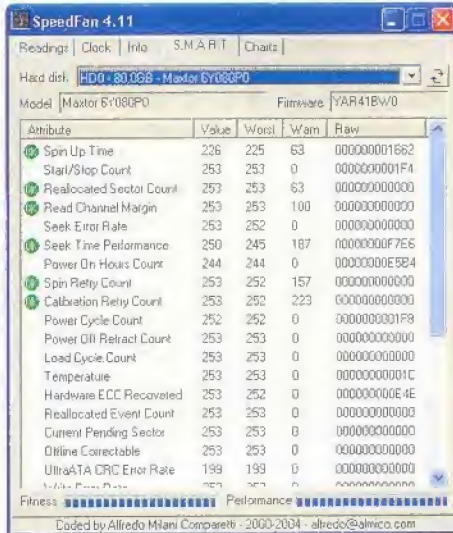 SpeedFan 4.11
Readings Clock Info S.M.A.R.T. Charts
Hard disk HD0 - 80.0GB - Maxtor 6Y080P0
Model Maxtor 6Y080P0 Firmware YAR41BW0
Attribute Value Worst Warn Raw
Spin Up Time 226 225 63 000000001662
Start/Stop Count 253 253 0 0000000001F4
Reallocated Sector Count 253 253 63 000000000000
Read Channel Margin 253 253 100 000000000000
Seek Error Rate 253 252 0 000000000000
Seek Time Performance 250 245 187 00000000F7E6
Power On Hours Count 244 244 0 00000000E5B4
Spin Retry Count 253 252 157 000000000000
Calibration Retry Count 253 252 223 000000000000
Power Cycle Count 252 252 0 0000000001F8
Power Off Retract Count 253 253 0 000000000000
Load Cycle Count 253 253 0 000000000000
Temperature 253 253 0 00000000001C
Hardware ECC Recovered 253 252 0 000000000E4E
Reallocated Event Count 253 253 0 000000000000
Current Pending Sector 253 253 0 000000000000
Offline Correctable 253 253 0 000000000000
UltraATA CRC Error Rate 199 199 0 000000000000
Fitness Performance
Coded by Alfredo Milani Comparetti - 2000-2004 - alfredo@almico.com